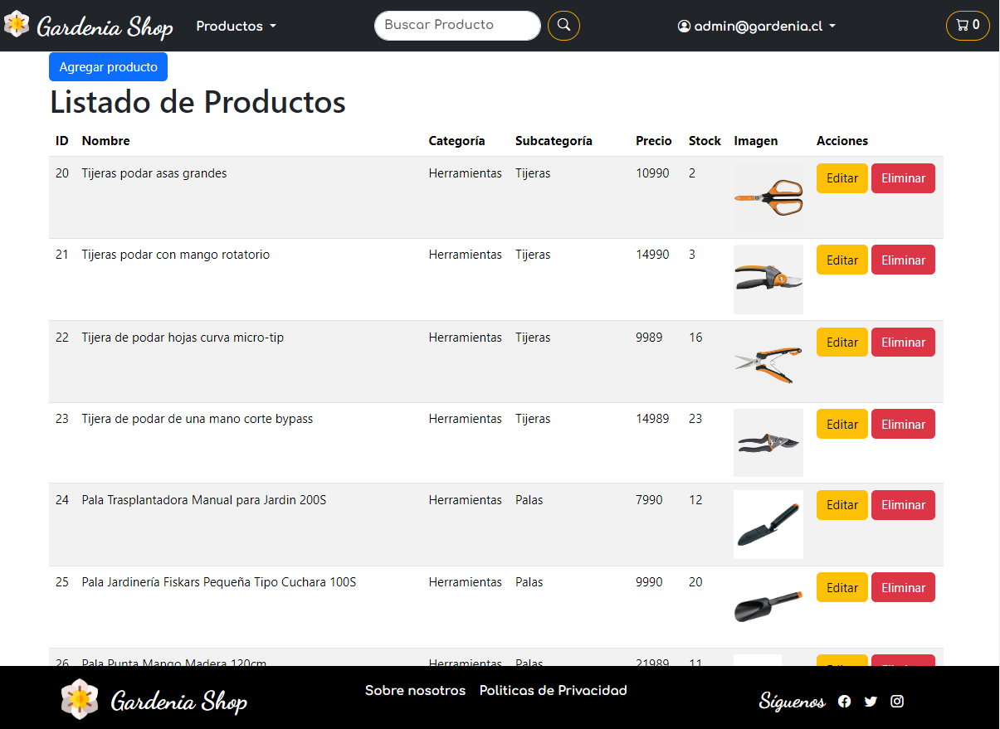 Gardenia Shop Productos Buscar Producto admin@gardenia.cl 0
Agregar producto
Listado de Productos
ID Nombre Categoría Subcategoría Precio Stock Imagen Acciones
20 Tijeras podar asas grandes Herramientas Tijeras 10990 2 Editar Eliminar
21 Tijeras podar con mango rotatorio Herramientas Tijeras 14990 3 Editar Eliminar
22 Tijera de podar hojas curva micro-tip Herramientas Tijeras 9989 16 Editar Eliminar
23 Tijera de podar de una mano corte bypass Herramientas Tijeras 14989 23 Editar Eliminar
24 Pala Trasplantadora Manual para Jardin 200S Herramientas Palas 7990 12 Editar Eliminar
25 Pala Jardinería Fiskars Pequeña Tipo Cuchara 100S Herramientas Palas 9990 20 Editar Eliminar
26 Pala Punta Mango Madera 120cm Herramientas Palas 21989 11 Editar Eliminar
Gardenia Shop Sobre nosotros Politicas de Privacidad Síguenos